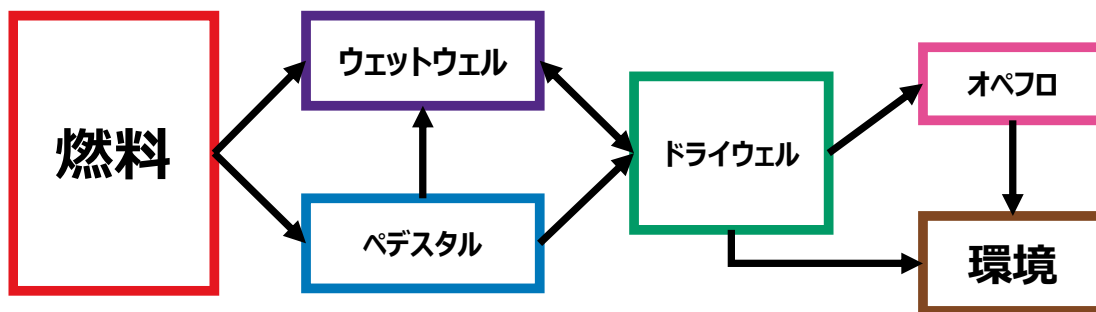 燃料
ウェットウェル
ペデスタル
ドライウェル
オペフロ
環境